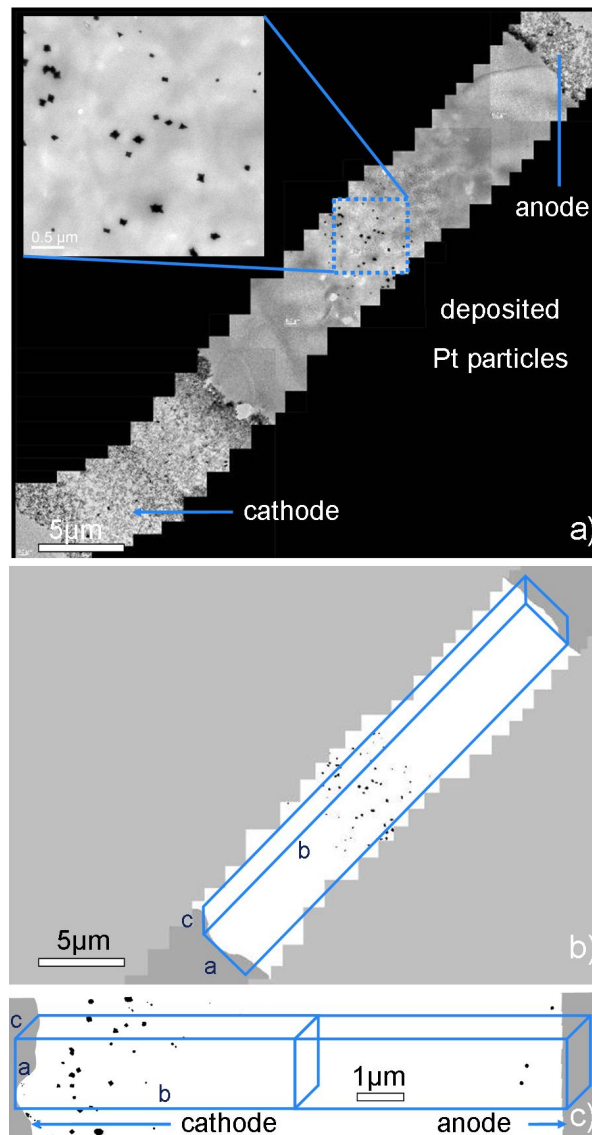 0.5 µm
anode
deposited
Pt particles
cathode
5µm
a)
b
c
a
5µm
b)
c
a
b
1µm
cathode
anode
c)